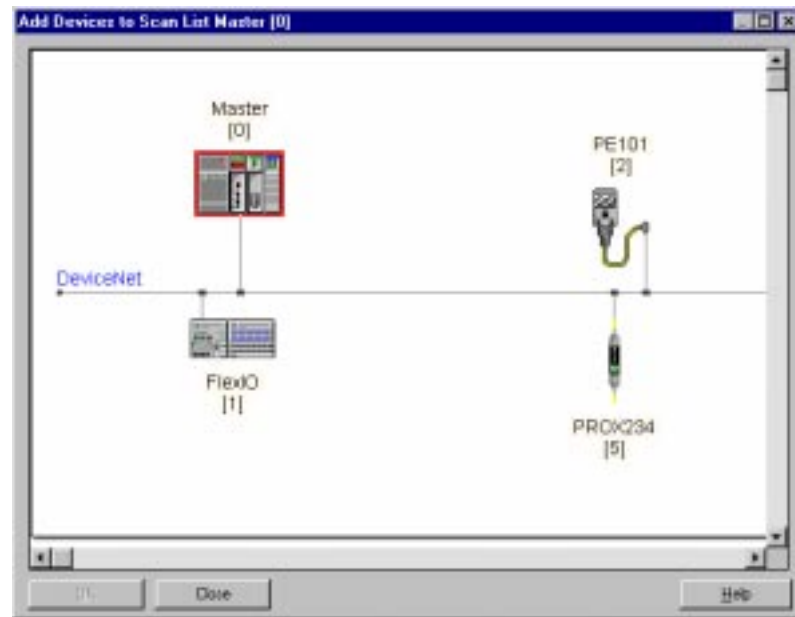 Add Devices to Scan List Master [0]
Master
[0]
PE101
[2]
DeviceNet
FlexIO
[1]
PROX234
[5]
Close
Help